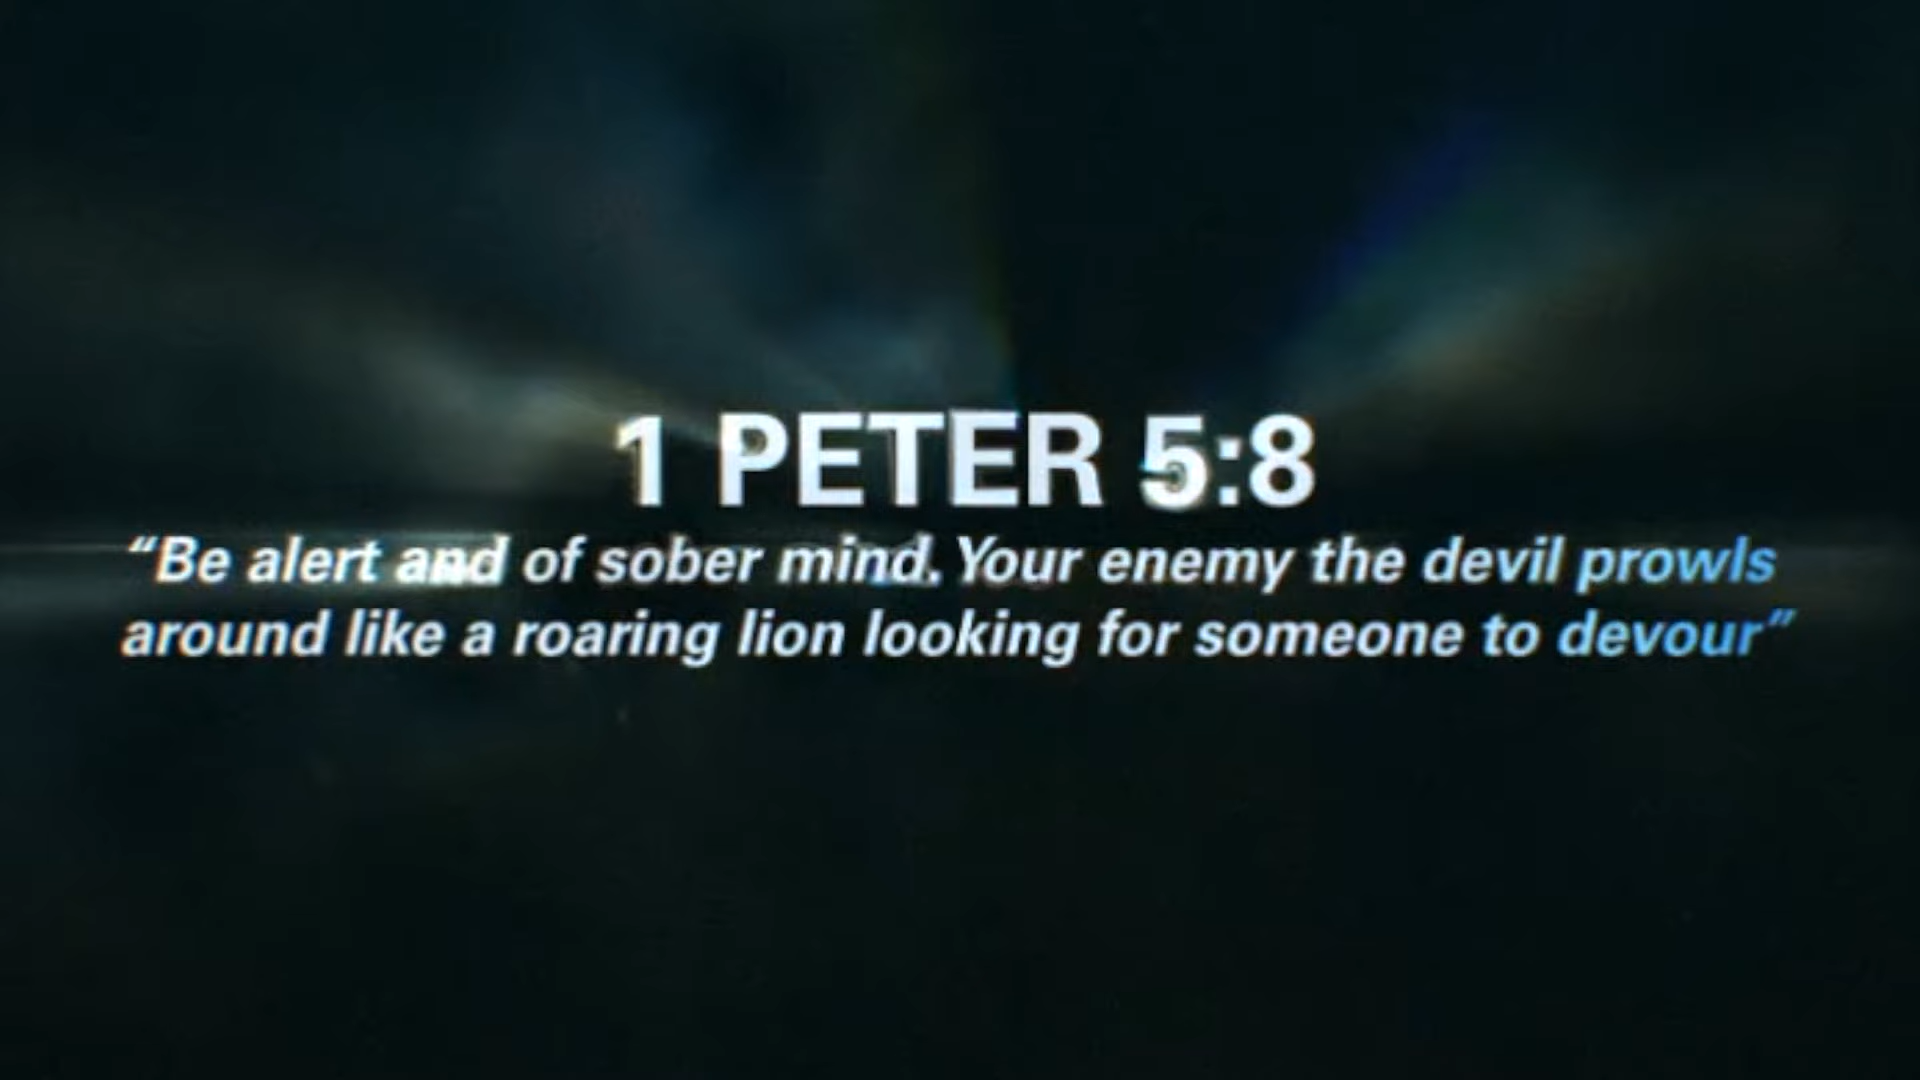 1 PETER 5:8
“Be alert and of sober mind. Your enemy the devil prowls
around like a roaring lion looking for someone to devour”